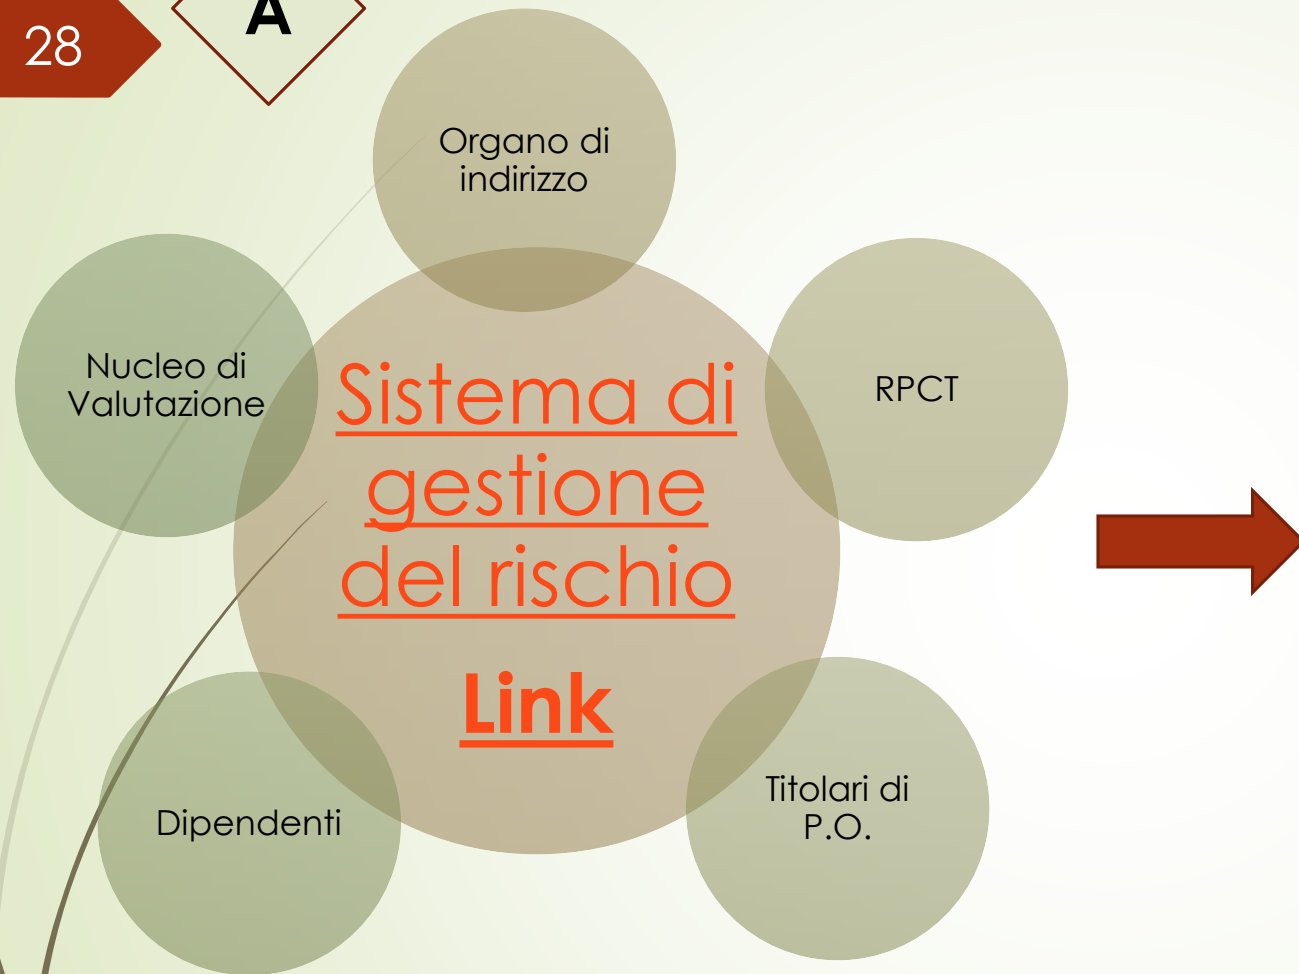 28
A
Organo di
indirizzo
Nucleo di
Valutazione
RPCT
Sistema di
gestione
del rischio
Link
Dipendenti
Titolari di
P.O.